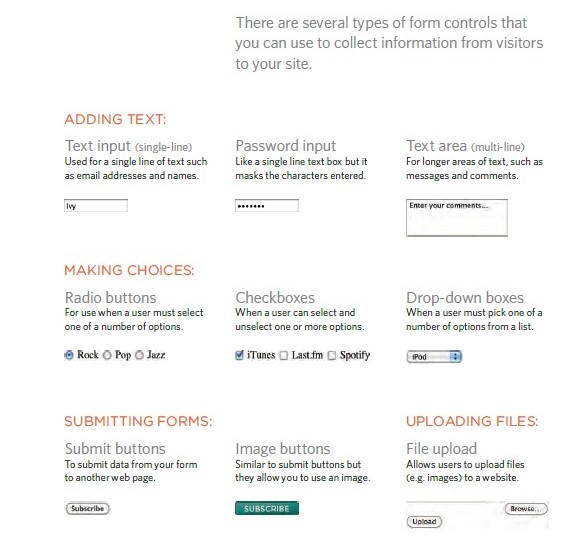 There are several types of form controls that
you can use to collect information from visitors
to your site.
ADDING TEXT:
Text input (single-line)
Used for a single line of text such
as email addresses and names.
Ivy
Password input
Like a single line text box but it
masks the characters entered.
•••••••
Text area (multi-line)
For longer areas of text, such as
messages and comments.
Enter your comments...
MAKING CHOICES:
Radio buttons
For use when a user must select
one of a number of options.
Rock Pop Jazz
Checkboxes
When a user can select and
unselect one or more options.
iTunes Last.fm Spotify
Drop-down boxes
When a user must pick one of a
number of options from a list.
iPod
SUBMITTING FORMS:
Submit buttons
To submit data from your form
to another web page.
Subscribe
Image buttons
Similar to submit buttons but
they allow you to use an image.
SUBSCRIBE
UPLOADING FILES:
File upload
Allows users to upload files
(e.g. images) to a website.
Browse...
Upload